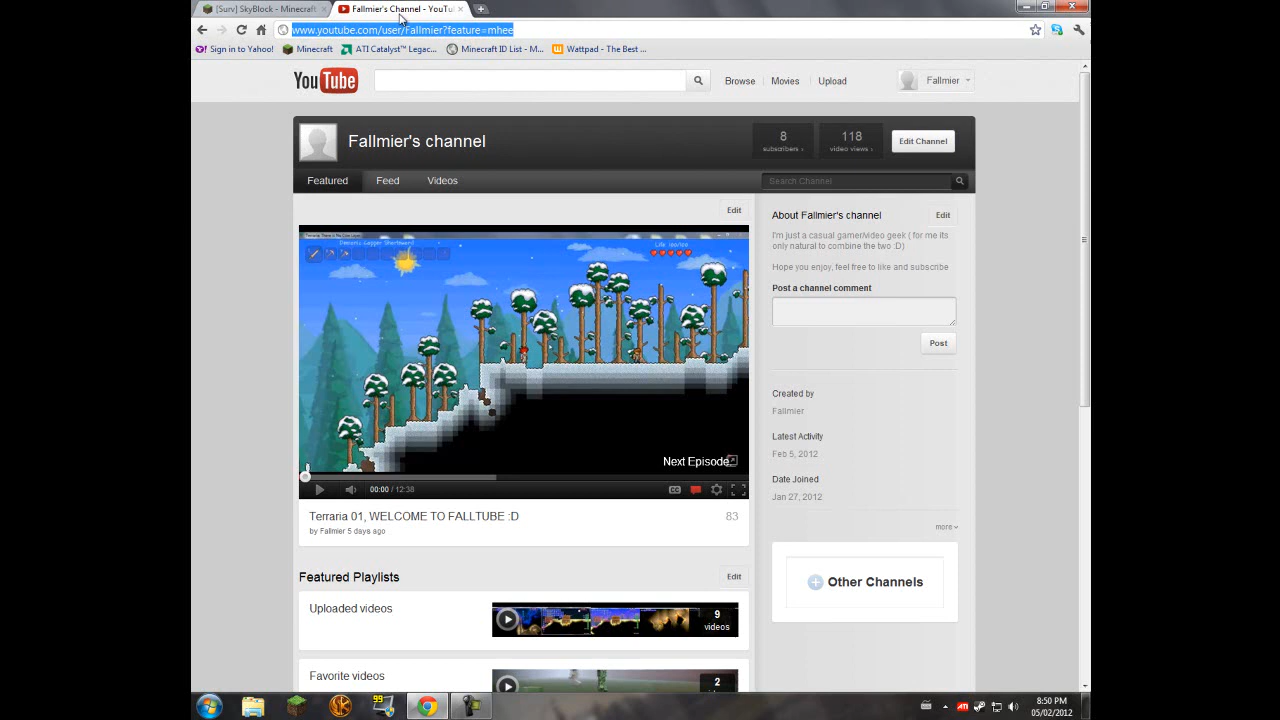 [Surv] SkyBlock - Minecraft
Fallmier's Channel - YouTu
www.youtube.com/user/Fallmier?feature=mhee
Sign in to Yahoo!
Minecraft
ATI Catalyst™ Legac...
Minecraft ID List - M...
Wattpad - The Best ...
YouTube
Browse
Movies
Upload
Fallmier
Fallmier's channel
8
subscribers ›
118
video views ›
Edit Channel
Featured
Feed
Videos
Search Channel
Edit
Next Episode
00:00 / 12:38
CC
Terraria 01, WELCOME TO FALLTUBE :D
83
by Fallmier 5 days ago
Featured Playlists
Edit
Uploaded videos
9
videos
Favorite videos
2
About Fallmier's channel
Edit
I'm just a casual gamer/video geek ( for me its
only natural to combine the two :D)
Hope you enjoy, feel free to like and subscribe
Post a channel comment
Post
Created by
Fallmier
Latest Activity
Feb 5, 2012
Date Joined
Jan 27, 2012
more
Other Channels
99
ATI
8:50 PM
05/02/2012